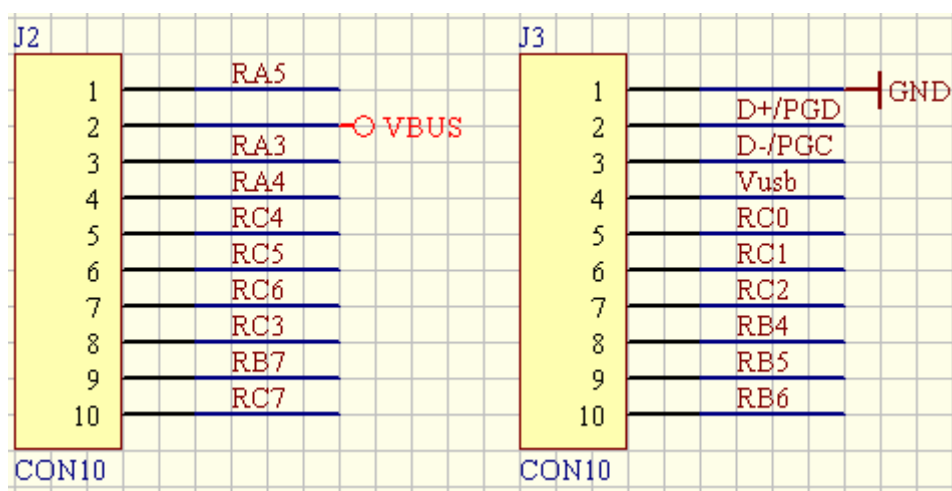 J2
1 RA5
2 VBUS
3 RA3
4 RA4
5 RC4
6 RC5
7 RC6
8 RC3
9 RB7
10 RC7
CON10
J3
1 GND
2 D+/PGD
3 D-/PGC
4 Vusb
5 RC0
6 RC1
7 RC2
8 RB4
9 RB5
10 RB6
CON10